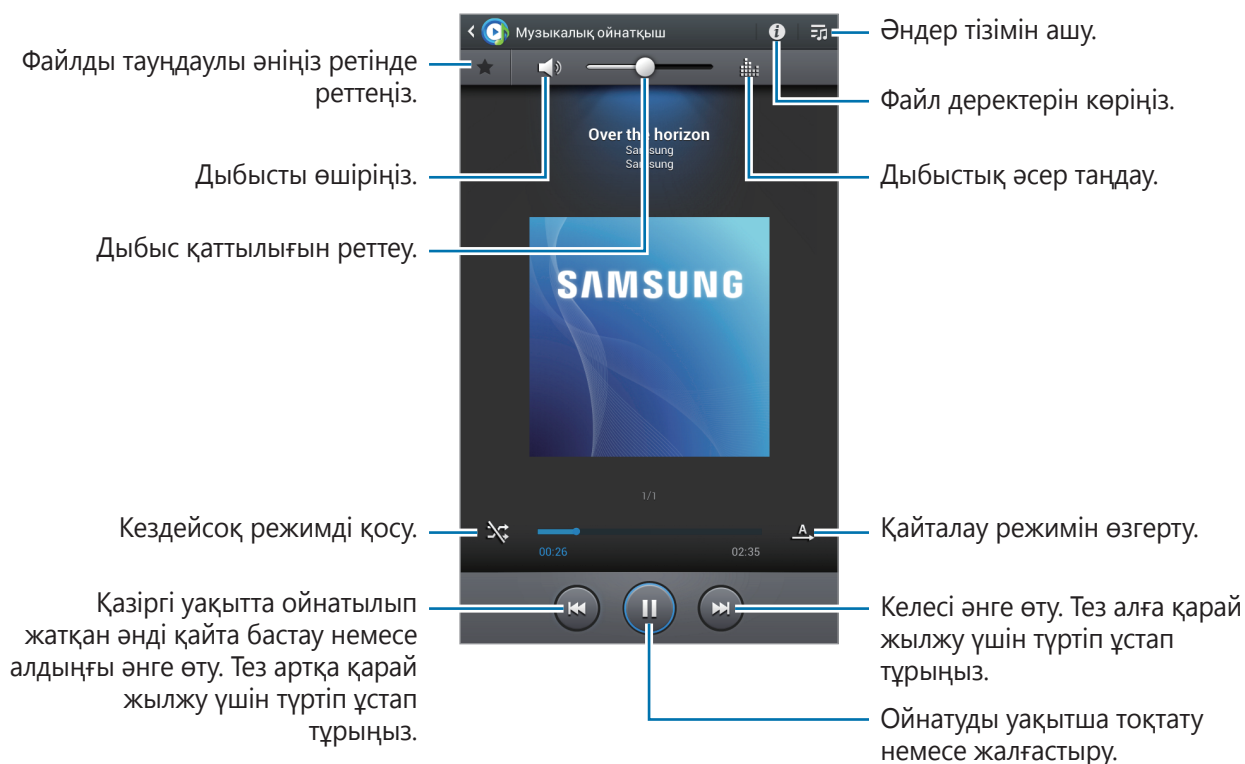 Музыкалық ойнатқыш
Әндер тізімін ашу.
Файлды тауңдаулы әніңіз ретінде
реттеңіз.
Файл деректерін көріңіз.
Over the horizon
Samsung
Samsung
Дыбысты өшіріңіз.
Дыбыстық әсер таңдау.
Дыбыс қаттылығын реттеу.
SAMSUNG
1/1
Кездейсоқ режимді қосу.
A
Қайталау режимін өзгерту.
00:26
02:35
Қазіргі уақытта ойнатылып
жатқан әнді қайта бастау немесе
алдыңғы әнге өту. Тез артқа қарай
жылжу үшін түртіп ұстап
тұрыңыз.
Келесі әнге өту. Тез алға қарай
жылжу үшін түртіп ұстап
тұрыңыз.
Ойнатуды уақытша тоқтату
немесе жалғастыру.